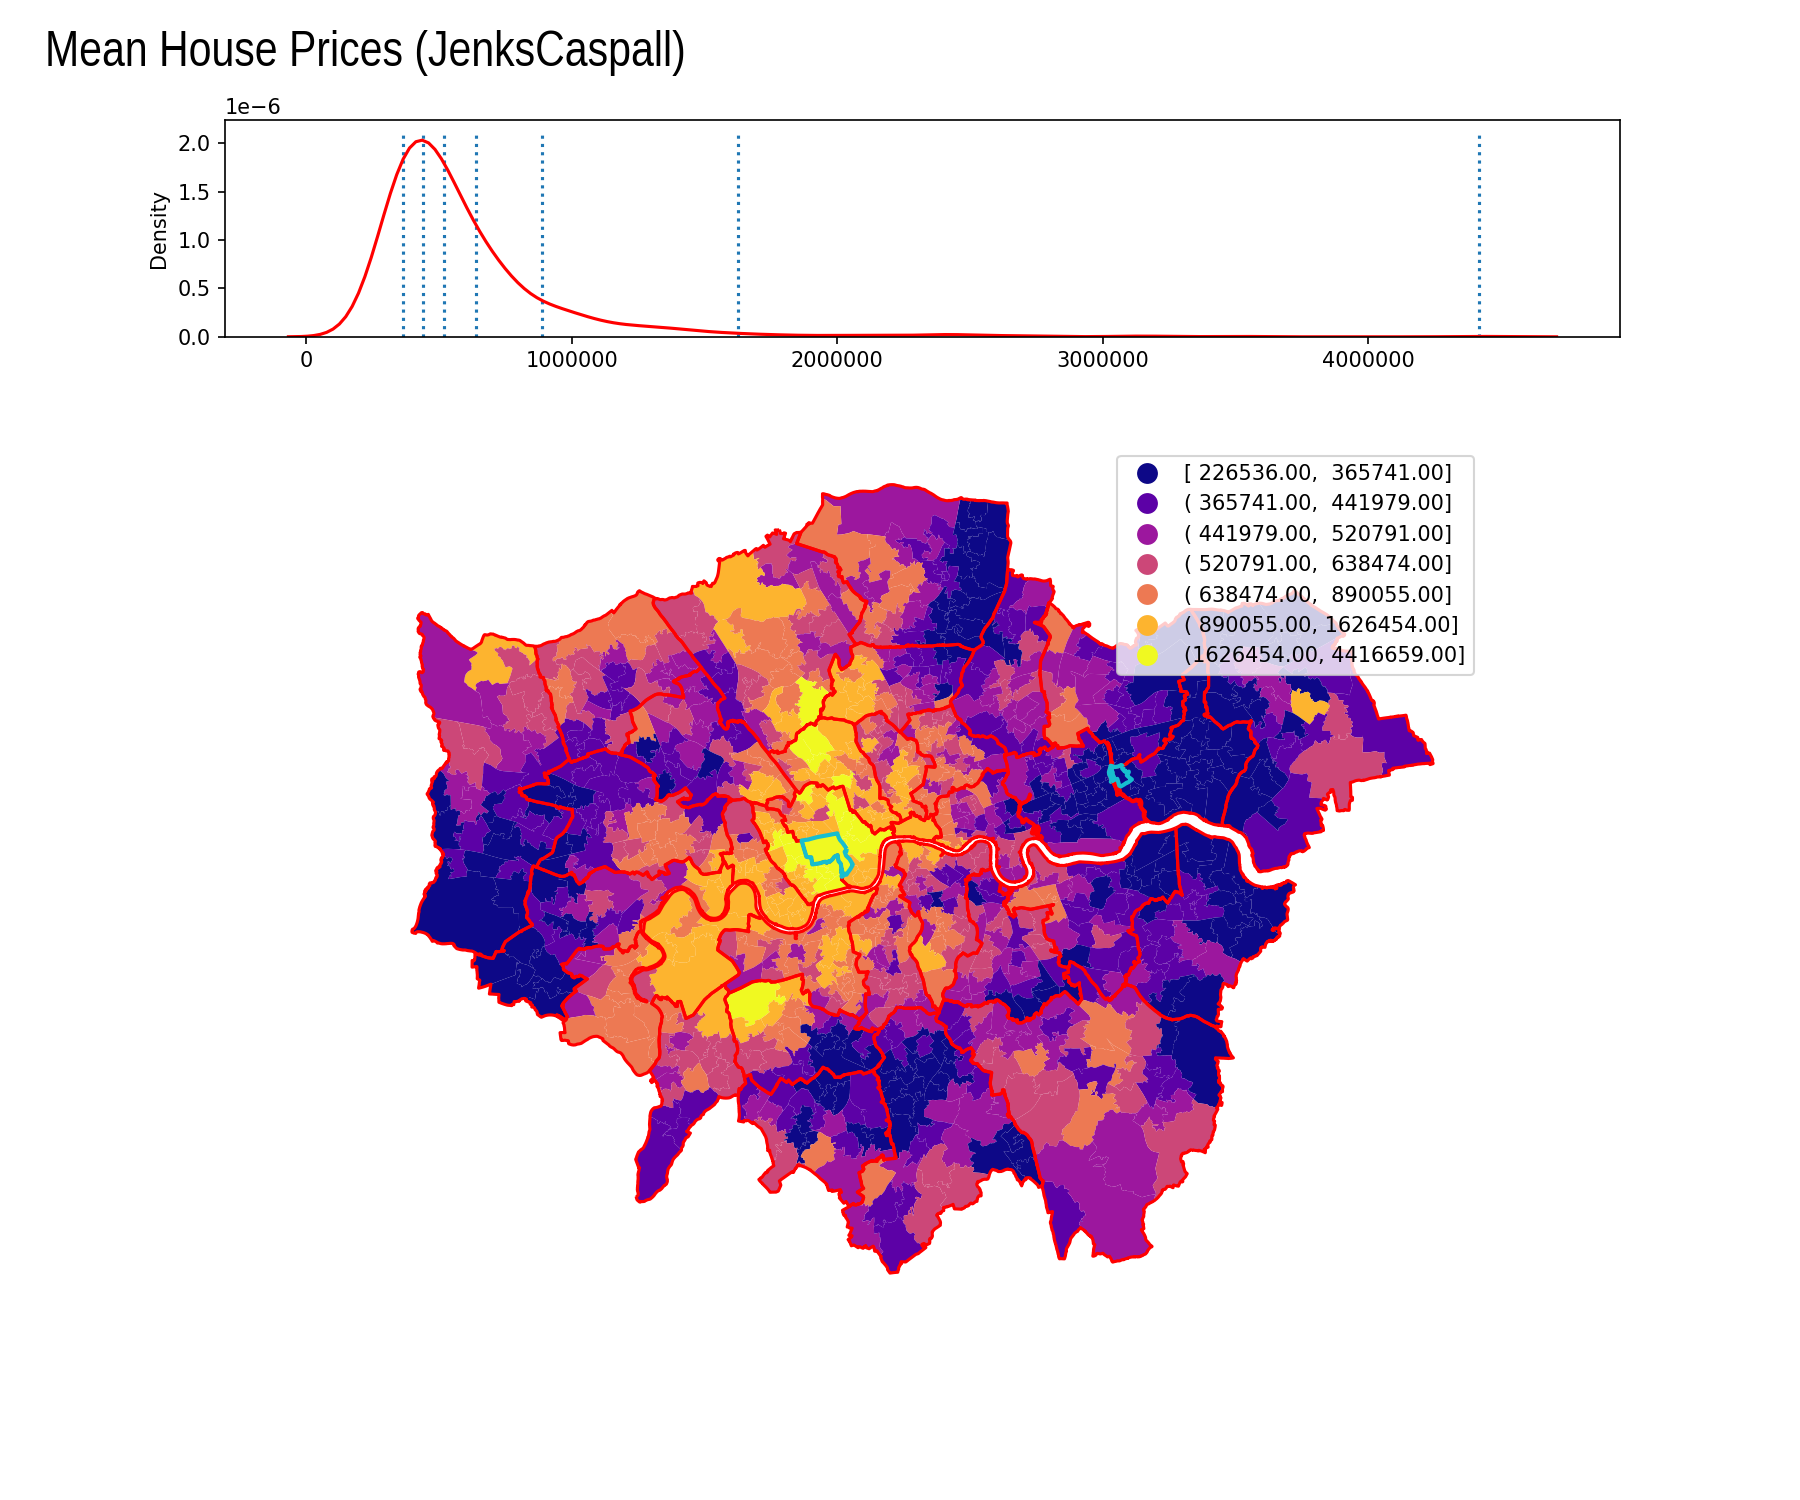 Mean House Prices (JenksCaspall)
1e−6
2.0
1.5
1.0
0.5
0.0
Density
0 1000000 2000000 3000000 4000000
[ 226536.00, 365741.00]
( 365741.00, 441979.00]
( 441979.00, 520791.00]
( 520791.00, 638474.00]
( 638474.00, 890055.00]
( 890055.00, 1626454.00]
(1626454.00, 4416659.00]